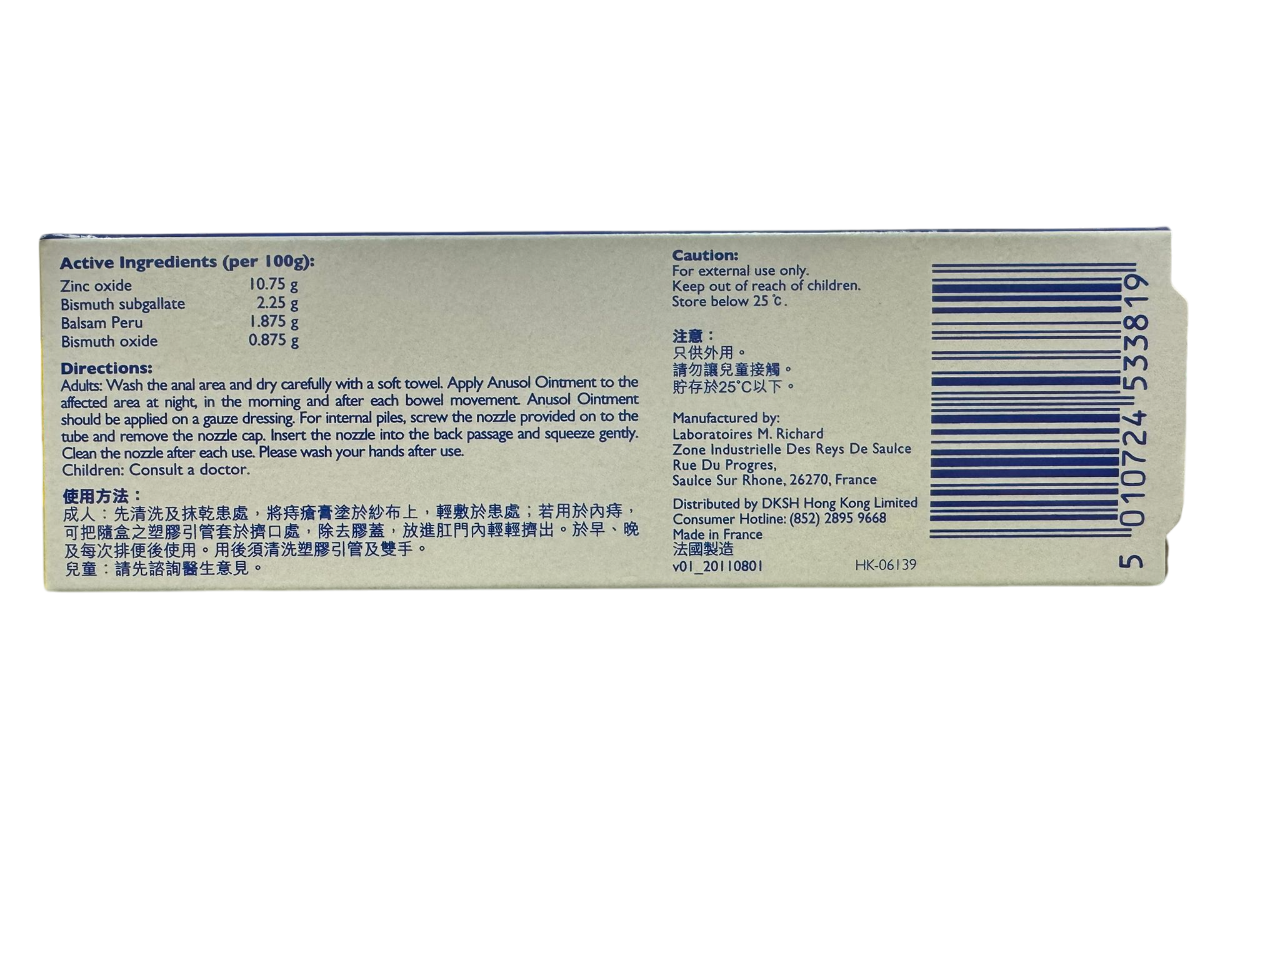 Active Ingredients (per 100g):
Zinc oxide 10.75 g
Bismuth subgallate 2.25 g
Balsam Peru 1.875 g
Bismuth oxide 0.875 g
Directions:
Adults: Wash the anal area and dry carefully with a soft towel. Apply Anusol Ointment to the
affected area at night, in the morning and after each bowel movement. Anusol Ointment
should be applied on a gauze dressing. For internal piles, screw the nozzle provided on to the
tube and remove the nozzle cap. Insert the nozzle into the back passage and squeeze gently.
Clean the nozzle after each use. Please wash your hands after use.
Children: Consult a doctor.
使用方法：
成人：先清洗及抹乾患處，將痔瘡膏塗於紗布上，輕敷於患處；若用於內痔，
可把隨盒之塑膠引管套於擠口處，除去膠蓋，放進肛門內輕輕擠出。於早、晚
及每次排便後使用。用後須清洗塑膠引管及雙手。
兒童：請先諮詢醫生意見。
Caution:
For external use only.
Keep out of reach of children.
Store below 25℃.
注意：
只供外用。
請勿讓兒童接觸。
貯存於25°C以下。
Manufactured by:
Laboratoires M. Richard
Zone Industrielle Des Reys De Saulce
Rue Du Progres,
Saulce Sur Rhone, 26270, France
Distributed by DKSH Hong Kong Limited
Consumer Hotline: (852) 2895 9668
Made in France
法國製造
v01_20110801 HK-06139
5 010724 533819